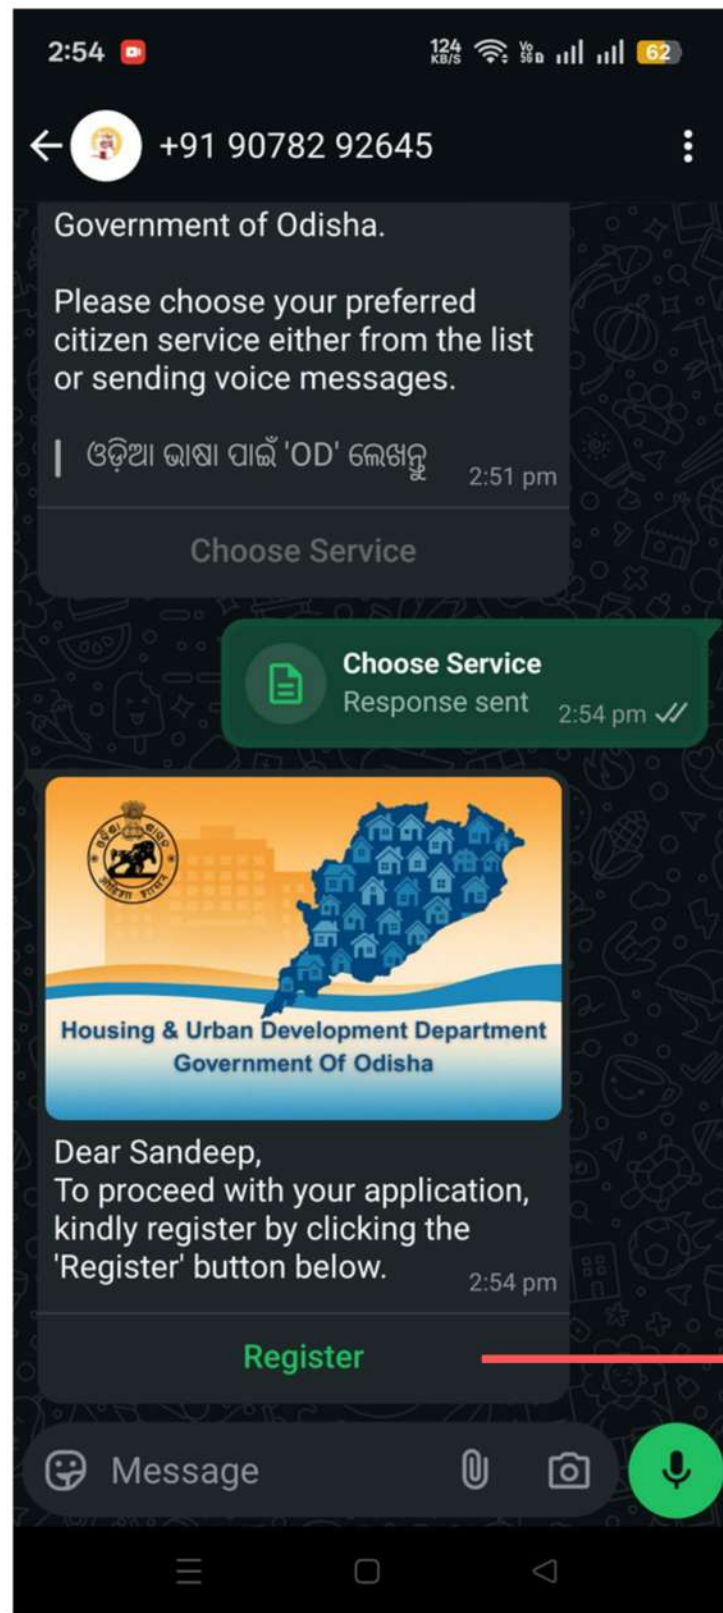 2:54
124 KB/S
Vo 5G
62
+91 90782 92645
Government of Odisha.
Please choose your preferred
citizen service either from the list
or sending voice messages.
ଓଡ଼ିଆ ଭାଷା ପାଇଁ 'OD' ଲେଖନ୍ତୁ
2:51 pm
Choose Service
Choose Service
Response sent
2:54 pm
Housing & Urban Development Department
Government Of Odisha
Dear Sandeep,
To proceed with your application,
kindly register by clicking the
'Register' button below.
2:54 pm
Register
Message